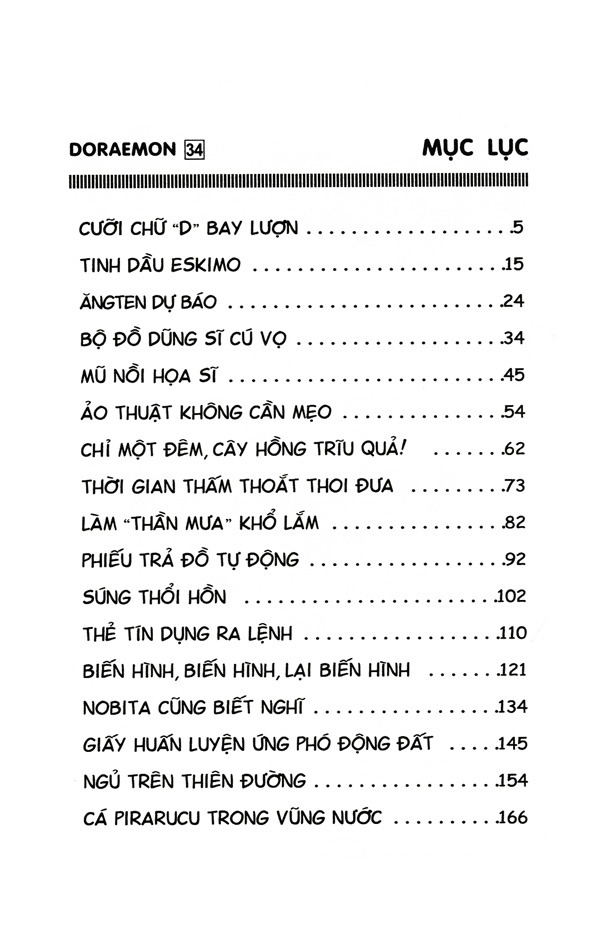 DORAEMON 34 MỤC LỤC
CƯỠI CHỮ “D” BAY LƯỢN . . . . . . . . . . . . . . . . . . . .5
TINH DẦU ESKIMO . . . . . . . . . . . . . . . . . . . . . . . .15
ĂNGTEN DỰ BÁO . . . . . . . . . . . . . . . . . . . . . . . . . .24
BỘ ĐỒ DŨNG SĨ CÚ VỌ . . . . . . . . . . . . . . . . . . . .34
MŨ NỒI HỌA SĨ . . . . . . . . . . . . . . . . . . . . . . . . . .45
ẢO THUẬT KHÔNG CẦN MẸO . . . . . . . . . . . . . . .54
CHỈ MỘT ĐÊM, CÂY HỒNG TRĨU QUẢ! . . . . . . .62
THỜI GIAN THẤM THOẮT THOI ĐƯA . . . . . . . . . .73
LÀM “THẦN MƯA” KHỔ LẮM . . . . . . . . . . . . . . . .82
PHIẾU TRẢ ĐỒ TỰ ĐỘNG . . . . . . . . . . . . . . . . . . .92
SÚNG THỔI HỒN . . . . . . . . . . . . . . . . . . . . . . . .102
THẺ TÍN DỤNG RA LỆNH . . . . . . . . . . . . . . . . . . .110
BIẾN HÌNH, BIẾN HÌNH, LẠI BIẾN HÌNH . . . . . . .121
NOBITA CŨNG BIẾT NGHĨ . . . . . . . . . . . . . . . . . .134
GIẤY HUẤN LUYỆN ỨNG PHÓ ĐỘNG ĐẤT . . . . .145
NGỦ TRÊN THIÊN ĐƯỜNG . . . . . . . . . . . . . . . . . .154
CÁ PIRARUCU TRONG VŨNG NƯỚC . . . . . . . . . .166